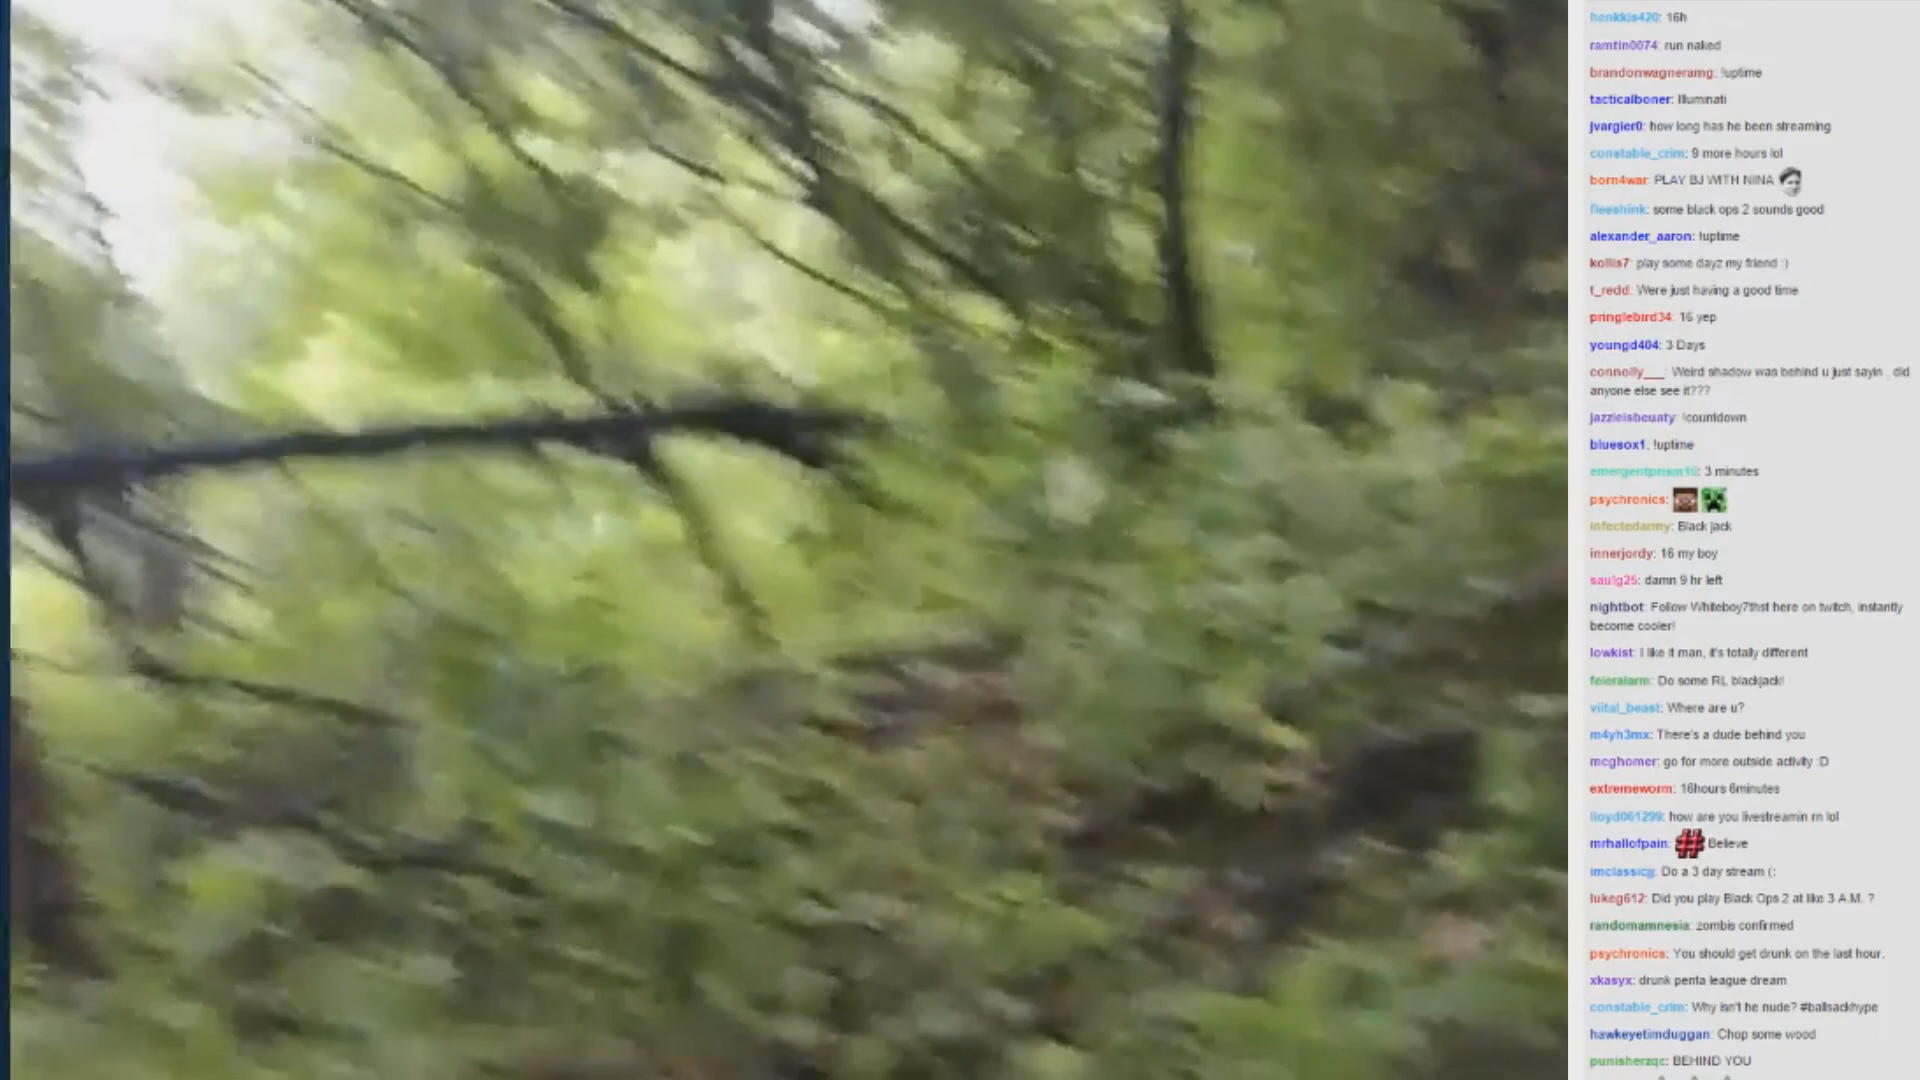 henkkis420: 16h
ramtin0074: run naked
brandonwagneramg: !uptime
tacticalboner: Illuminati
jvargier0: how long has he been streaming
constable_crim: 9 more hours lol
born4war: PLAY BJ WITH NINA
fleeshink: some black ops 2 sounds good
alexander_aaron: !uptime
kollis7: play some dayz my friend :)
t_redd: Were just having a good time
pringlebird34: 16 yep
youngd404: 3 Days
connolly___: Weird shadow was behind u just sayin , did
anyone else see it???
jazzleisbeuaty: !countdown
bluesox1: !uptime
3 minutes
psychronics:
infectedarmy: Black jack
innerjordy: 16 my boy
saulg25: damn 9 hr left
nightbot: Follow Whiteboy7thst here on twitch, instantly
become cooler!
lowkist: I like it man, it's totally different
feieralarm: Do some RL blackjack!
viital_beast: Where are u?
m4yh3mx: There's a dude behind you
mcghomer: go for more outside activity :D
extremeworm: 16hours 6minutes
lloyd061299: how are you livestreamin rn lol
mrhallofpain: # Believe
imclassicg: Do a 3 day stream (:
lukeg612: Did you play Black Ops 2 at like 3 A.M. ?
randomamnesia: zombis confirmed
psychronics: You should get drunk on the last hour.
xkasyx: drunk penta league dream
constable_crim: Why isn't he nude? #ballsackhype
hawkeyetimduggan: Chop some wood
punisherzqc: BEHIND YOU